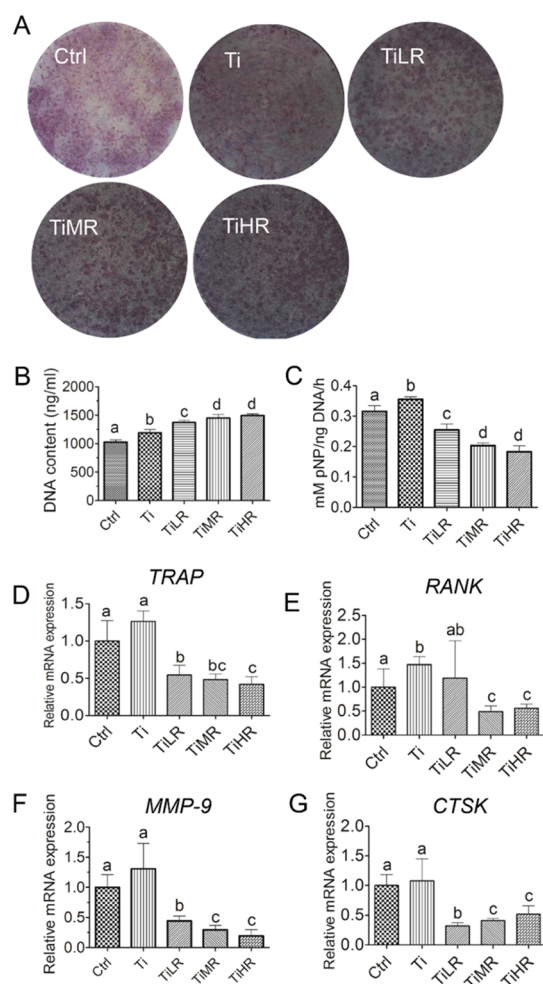 A
Ctrl
Ti
TiLR
TiMR
TiHR
B
DNA content (ng/ml)
2000
1500
1000
500
0
a
b
c
d
d
Ctrl
Ti
TiLR
TiMR
TiHR
C
mM pNP/ng DNA/h
0.4
0.3
0.2
0.1
0.0
a
b
c
d
d
Ctrl
Ti
TiLR
TiMR
TiHR
D
TRAP
Relative mRNA expression
1.5
1.0
0.5
0.0
a
a
b
bc
c
Ctrl
Ti
TiLR
TiMR
TiHR
E
RANK
Relative mRNA expression
2.5
2.0
1.5
1.0
0.5
0.0
a
b
ab
c
c
Ctrl
Ti
TiLR
TiMR
TiHR
F
MMP-9
Relative mRNA expression
2.0
1.5
1.0
0.5
0.0
a
a
b
c
c
Ctrl
Ti
TiLR
TiMR
TiHR
G
CTSK
Relative mRNA expression
2.0
1.5
1.0
0.5
0.0
a
a
b
c
c
Ctrl
Ti
TiLR
TiMR
TiHR